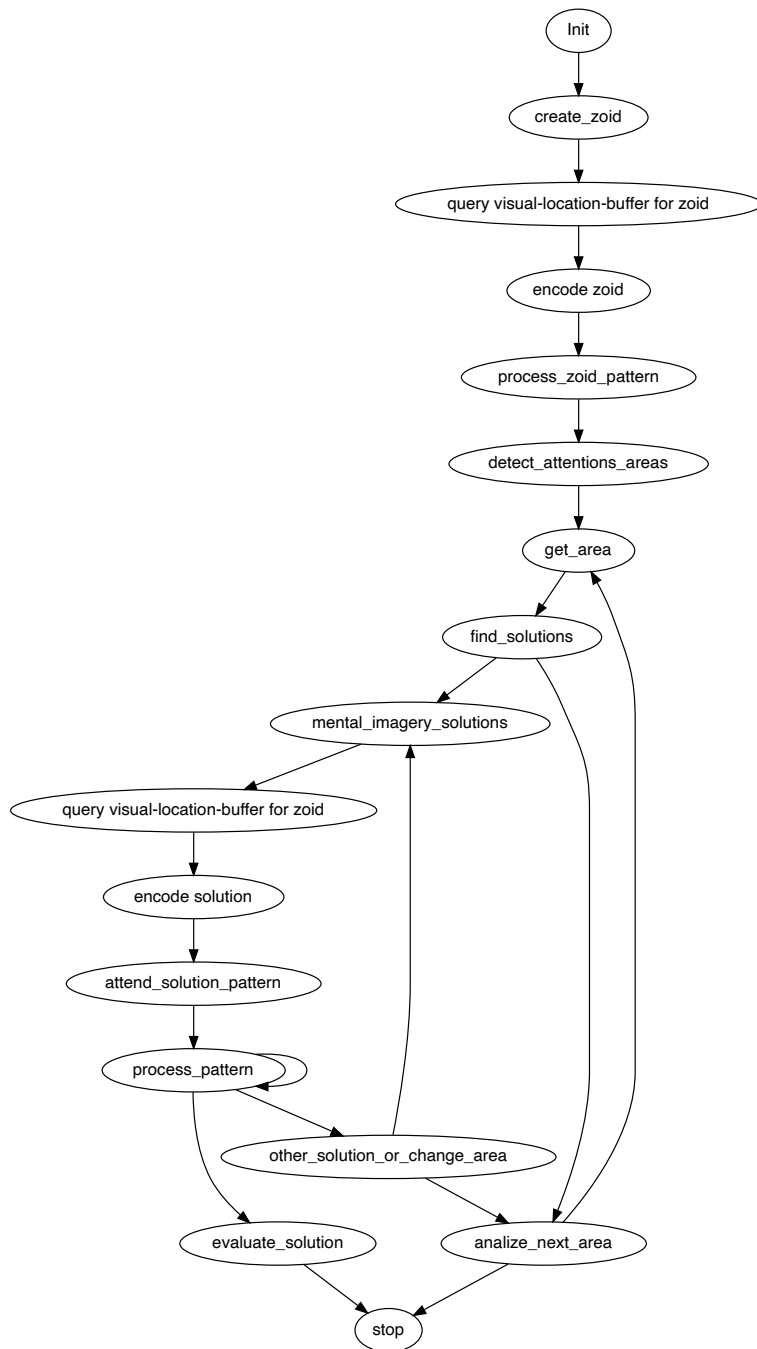 Init
create_zoid
query visual-location-buffer for zoid
encode zoid
process_zoid_pattern
detect_attentions_areas
get_area
find_solutions
mental_imagery_solutions
query visual-location-buffer for zoid
encode solution
attend_solution_pattern
process_pattern
other_solution_or_change_area
evaluate_solution
analize_next_area
stop